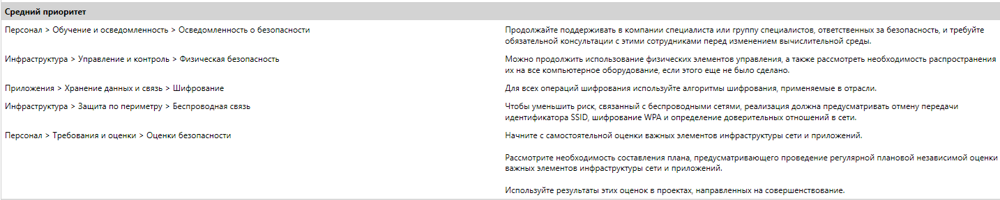 Средний приоритет
Персонал > Обучение и осведомленность > Осведомленность о безопасности
Продолжайте поддерживать в компании специалиста или группу специалистов, ответственных за безопасность, и требуйте
обязательной консультации с этими сотрудниками перед изменением вычислительной среды.
Инфраструктура > Управление и контроль > Физическая безопасность
Можно продолжить использование физических элементов управления, а также рассмотреть необходимость распространения
их на все компьютерное оборудование, если этого еще не было сделано.
Приложения > Хранение данных и связь > Шифрование
Для всех операций шифрования используйте алгоритмы шифрования, применяемые в отрасли.
Инфраструктура > Защита по периметру > Беспроводная связь
Чтобы уменьшить риск, связанный с беспроводными сетями, реализация должна предусматривать отмену передачи
идентификатора SSID, шифрование WPA и определение доверительных отношений в сети.
Персонал > Требования и оценки > Оценки безопасности
Начните с самостоятельной оценки важных элементов инфраструктуры сети и приложений.
Рассмотрите необходимость составления плана, предусматривающего проведение регулярной плановой независимой оценки
важных элементов инфраструктуры сети и приложений.
Используйте результаты этих оценок в проектах, направленных на совершенствование.